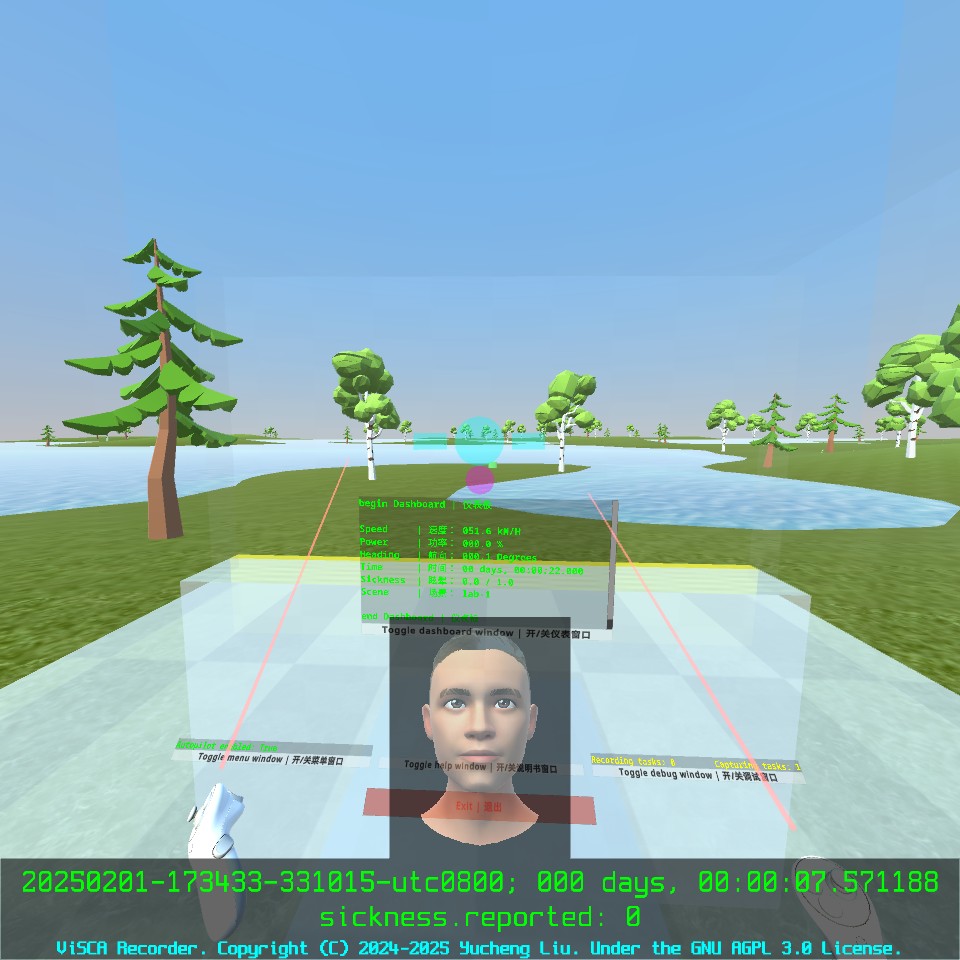 begin Dashboard |
Speed | 速度： 051.6 kM/H
Power | 功率： 000.0 %
Heading | 航向： 000.1 Degrees
Time | 时间： 00 days, 00:00:22.000
Sickness | 眩晕： 0.0 / 1.0
Scene | 场景： lab-1
end Dashboard |
Toggle dashboard window | 开/关仪表窗口
Autopilot enabled: True
Toggle menu window | 开/关菜单窗口
Toggle help window | 开/关说明书窗口
Recording tasks: 0 Capturing tasks: 1
Toggle debug window | 开/关调试窗口
Exit | 退出
20250201-173433-331015-utc0800; 000 days, 00:00:07.571188
sickness.reported: 0
ViSCA Recorder. Copyright (C) 2024-2025 Yucheng Liu. Under the GNU AGPL 3.0 License.